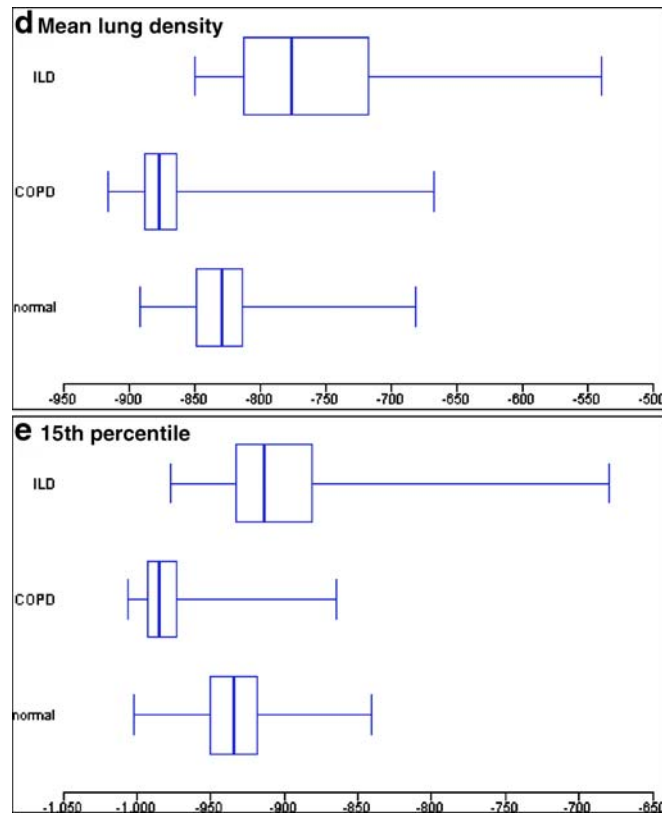 d Mean lung density
ILD
COPD
normal
-950 -900 -850 -800 -750 -700 -650 -600 -550 -500
e 15th percentile
ILD
COPD
normal
-1.050 -1.000 -950 -900 -850 -800 -750 -700 -650